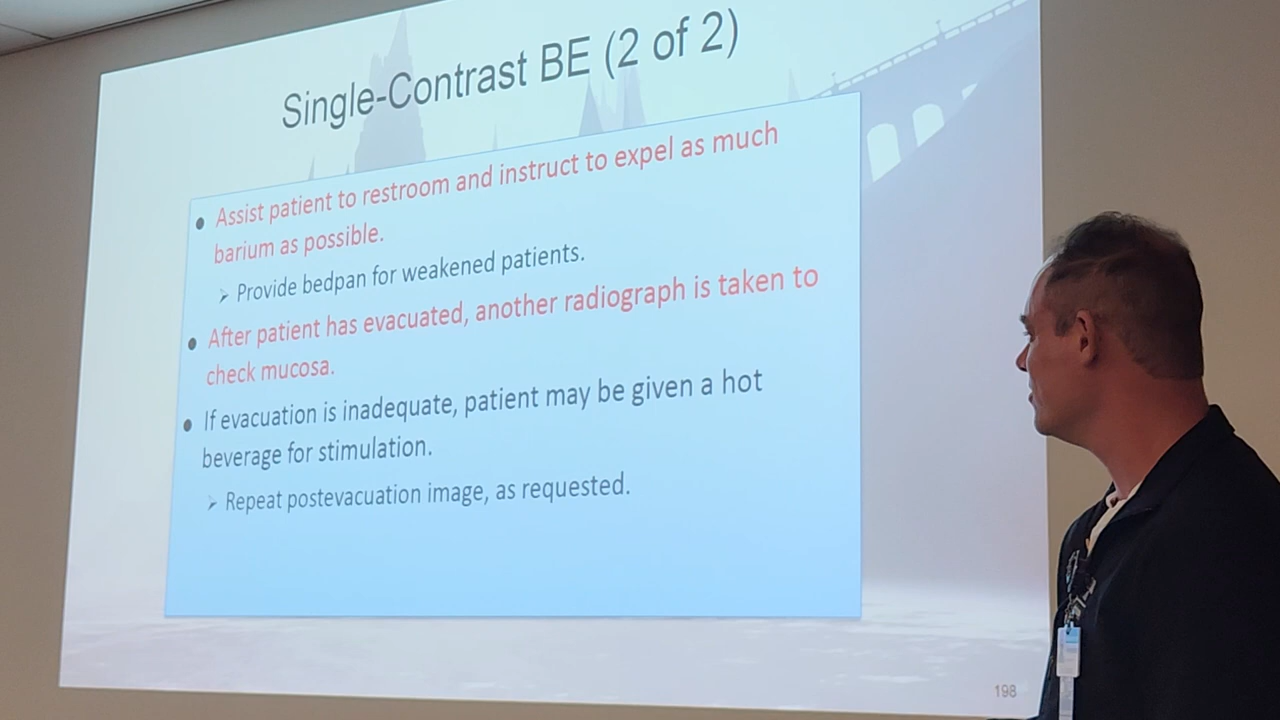 Single-Contrast BE (2 of 2)
• Assist patient to restroom and instruct to expel as much
barium as possible.
➢ Provide bedpan for weakened patients.
• After patient has evacuated, another radiograph is taken to
check mucosa.
• If evacuation is inadequate, patient may be given a hot
beverage for stimulation.
➢ Repeat postevacuation image, as requested.
198